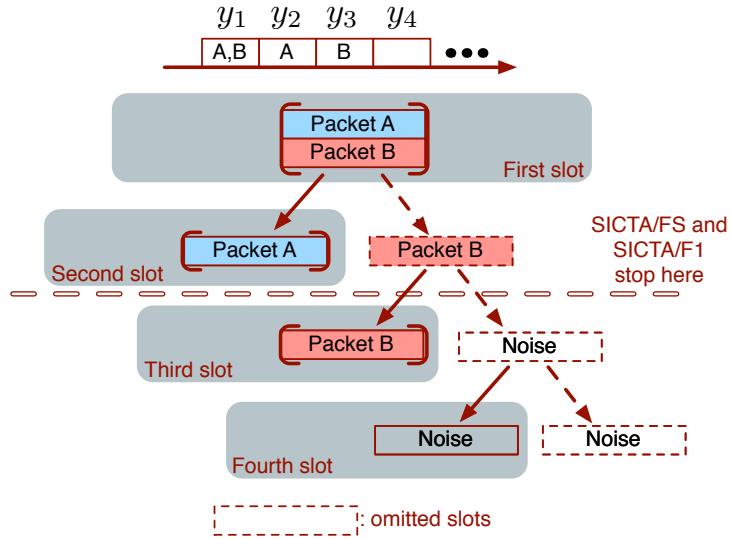 y1 y2 y3 y4
A,B A B
Packet A
Packet B
First slot
Packet A
Packet B
SICTA/FS and
SICTA/F1
stop here
Second slot
Packet B
Noise
Third slot
Noise
Noise
Fourth slot
: omitted slots